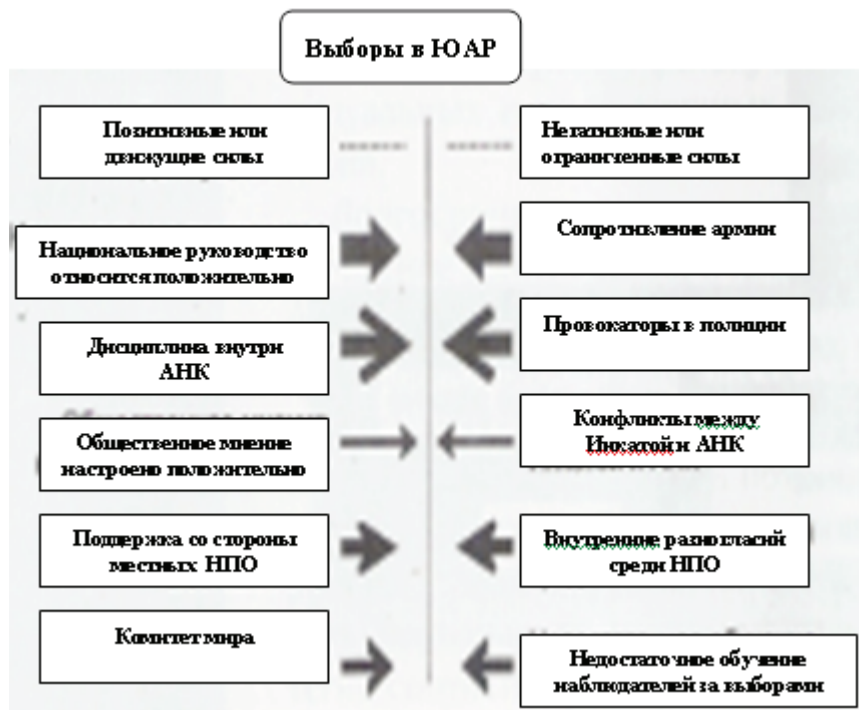 Выборы в ЮАР
Позитивные или
движущие силы
Негативные или
ограниченные силы
Национальное руководство
относится положительно
Сопротивление армии
Дисциплина внутри
АНК
Провокаторы в полиции
Общественное мнение
настроено положительно
Конфликты между
Инкатой и АНК
Поддержка со стороны
местных НПО
Внутренние разногласий
среди НПО
Комитет мира
Недостаточное обучение
наблюдателей за выборами